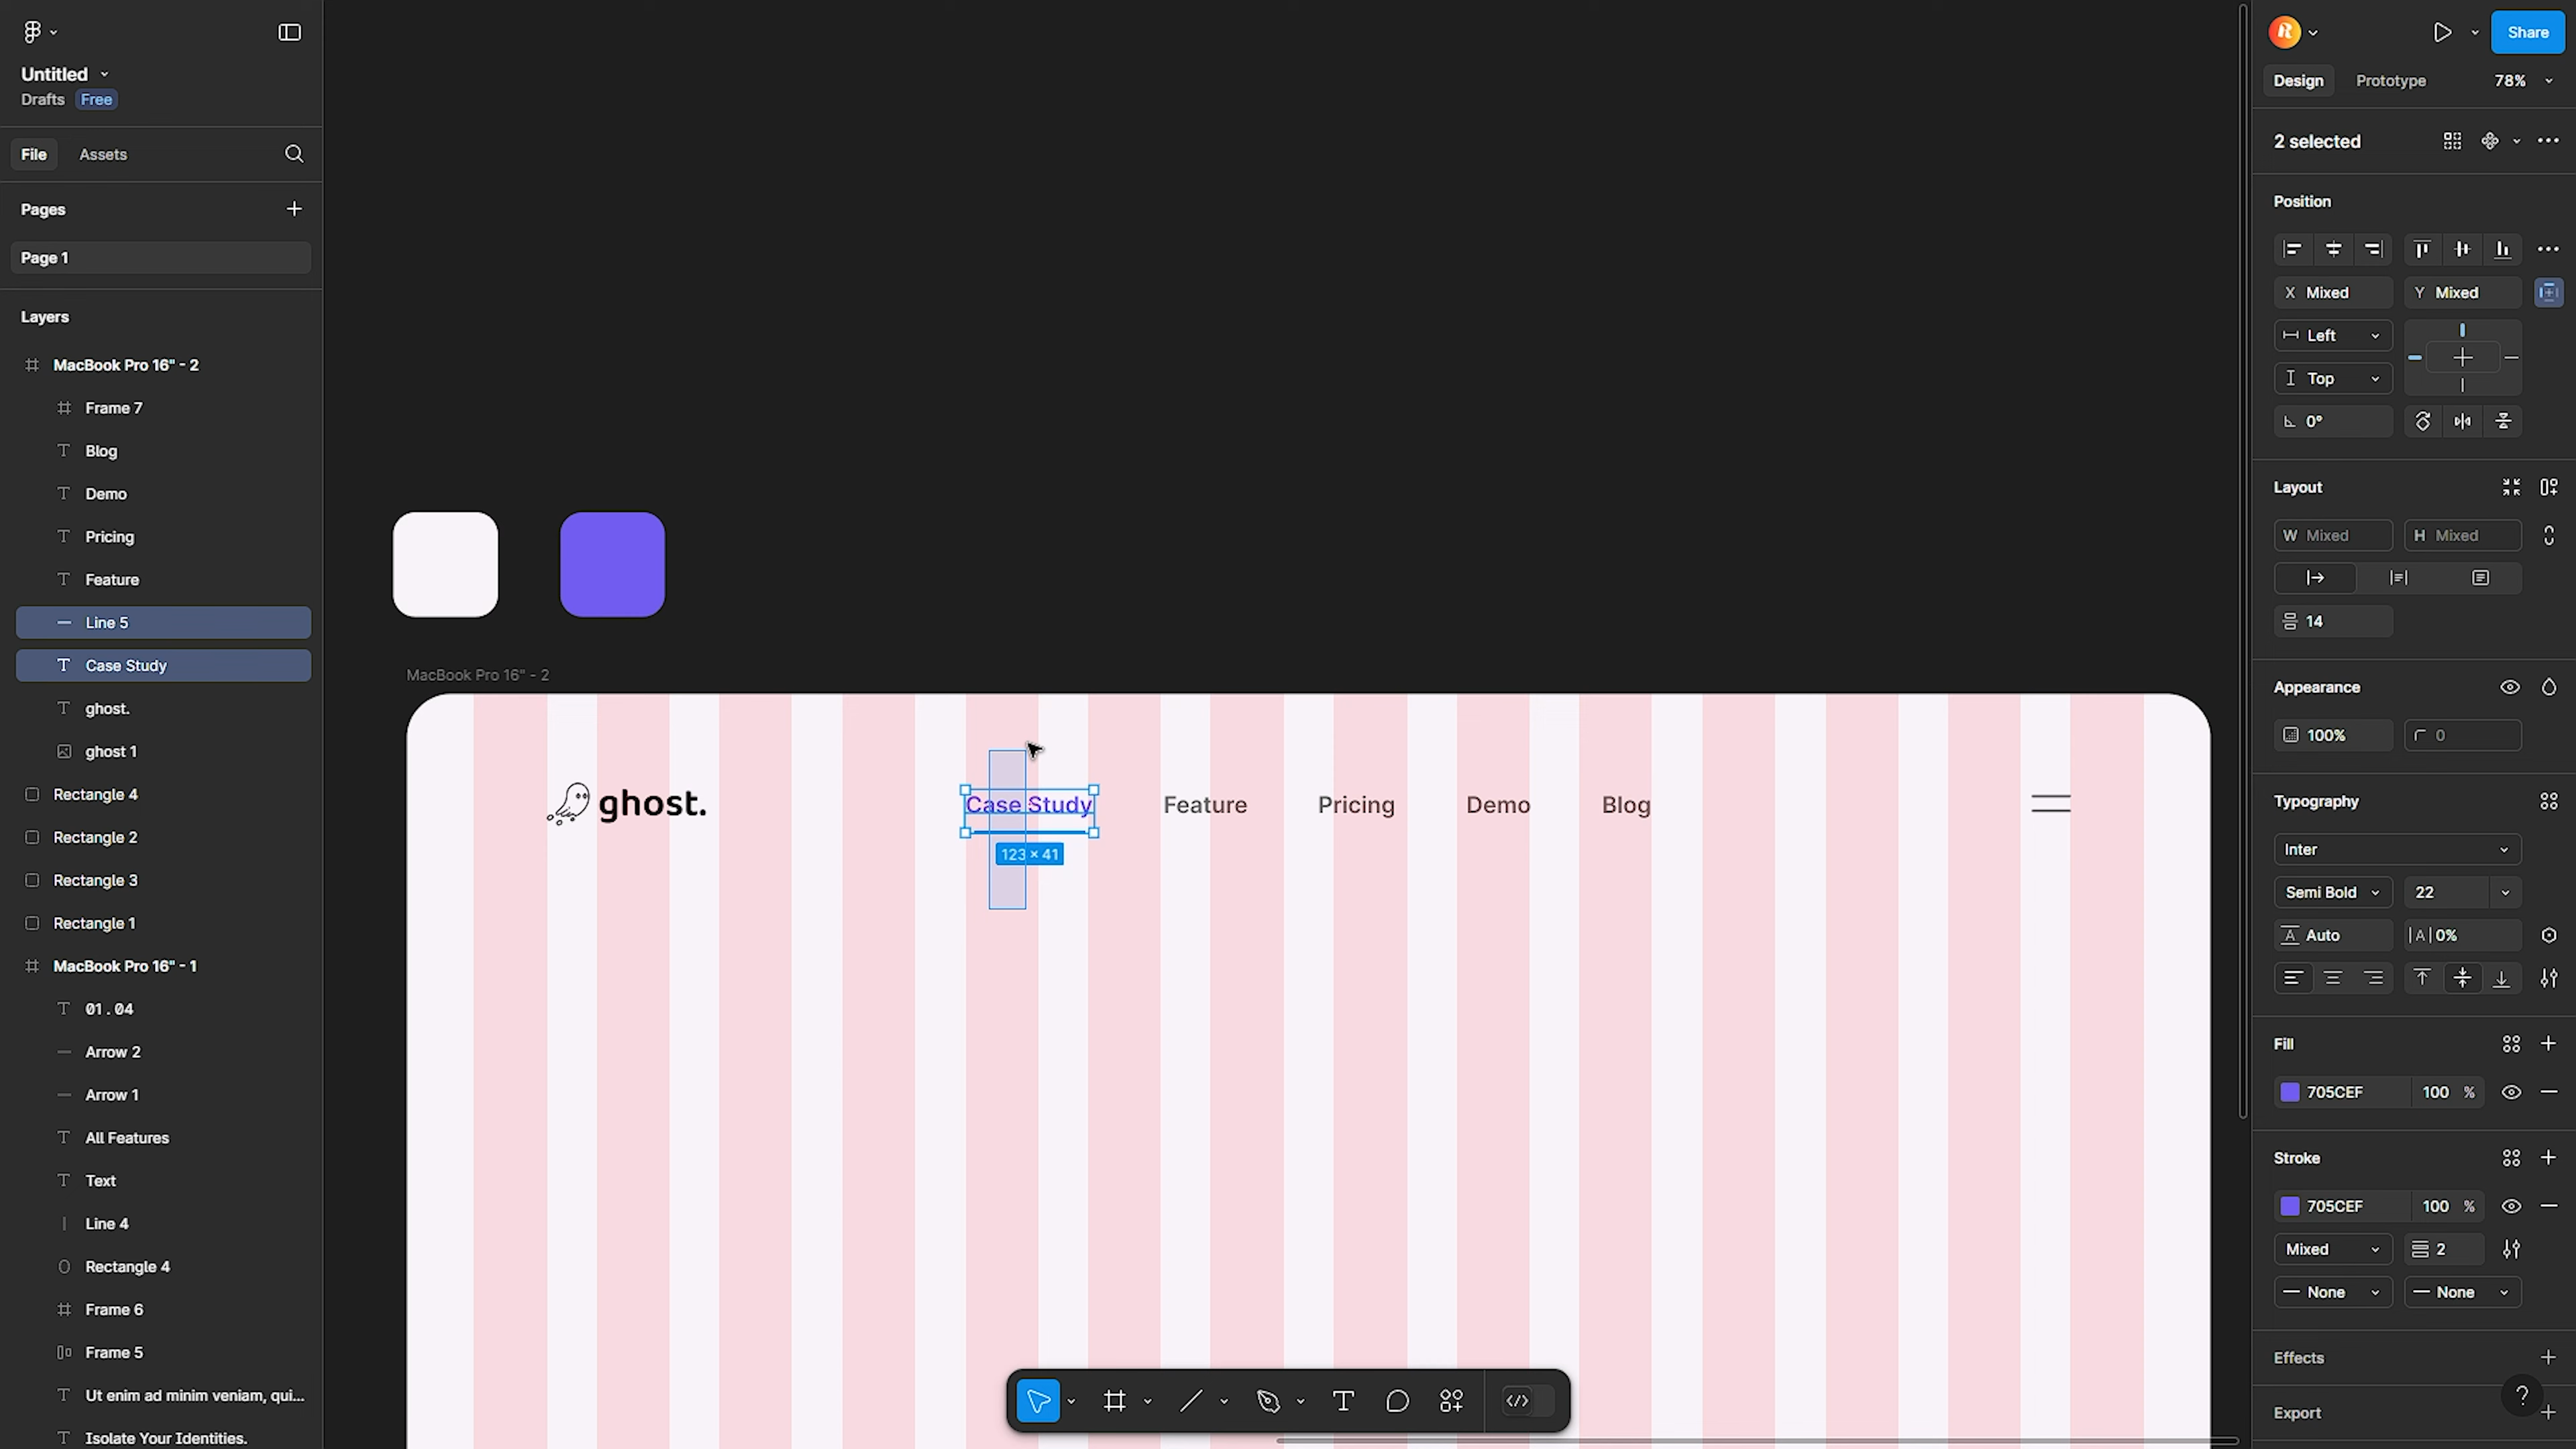 Untitled
Drafts Free
File Assets
Pages
Page 1
Layers
MacBook Pro 16" - 2
Frame 7
Blog
Demo
Pricing
Feature
Line 5
Case Study
ghost.
ghost 1
Rectangle 4
Rectangle 2
Rectangle 3
Rectangle 1
MacBook Pro 16" - 1
01.04
Arrow 2
Arrow 1
All Features
Text
Line 4
Rectangle 4
Frame 6
Frame 5
Ut enim ad minim veniam, qui...
Isolate Your Identities.
MacBook Pro 16" - 2
ghost. Case Study Feature Pricing Demo Blog
123 × 41
R Share
Design Prototype 78%
2 selected
Position
X Mixed Y Mixed
Left
Top
0°
Layout
W Mixed H Mixed
14
Appearance
100% 0
Typography
Inter
Semi Bold 22
Auto |A| 0%
Fill
705CEF 100 %
Stroke
705CEF 100 %
Mixed 2
None None
Effects
Export
?